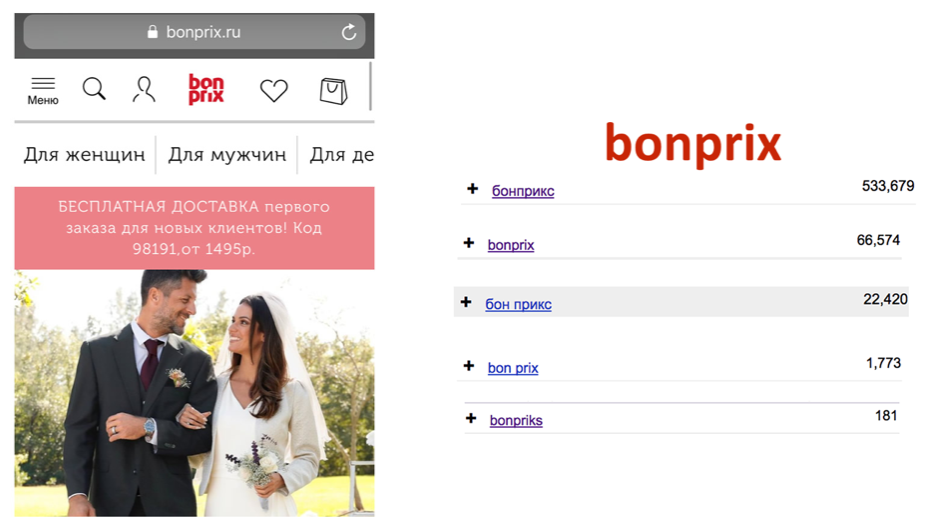 bonprix.ru
Меню
bon
prix
Для женщин
Для мужчин
Для де
БЕСПЛАТНАЯ ДОСТАВКА первого
заказа для новых клиентов! Код
98191,от 1495р.
bonprix
+ бонприкс 533,679
+ bonprix 66,574
+ бон прикс 22,420
+ bon prix 1,773
+ bonpriks 181